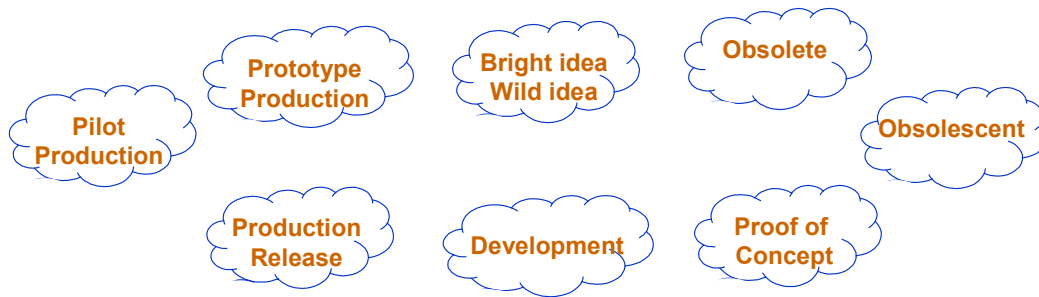 Pilot
Production
Prototype
Production
Bright idea
Wild idea
Obsolete
Obsolescent
Production
Release
Development
Proof of
Concept